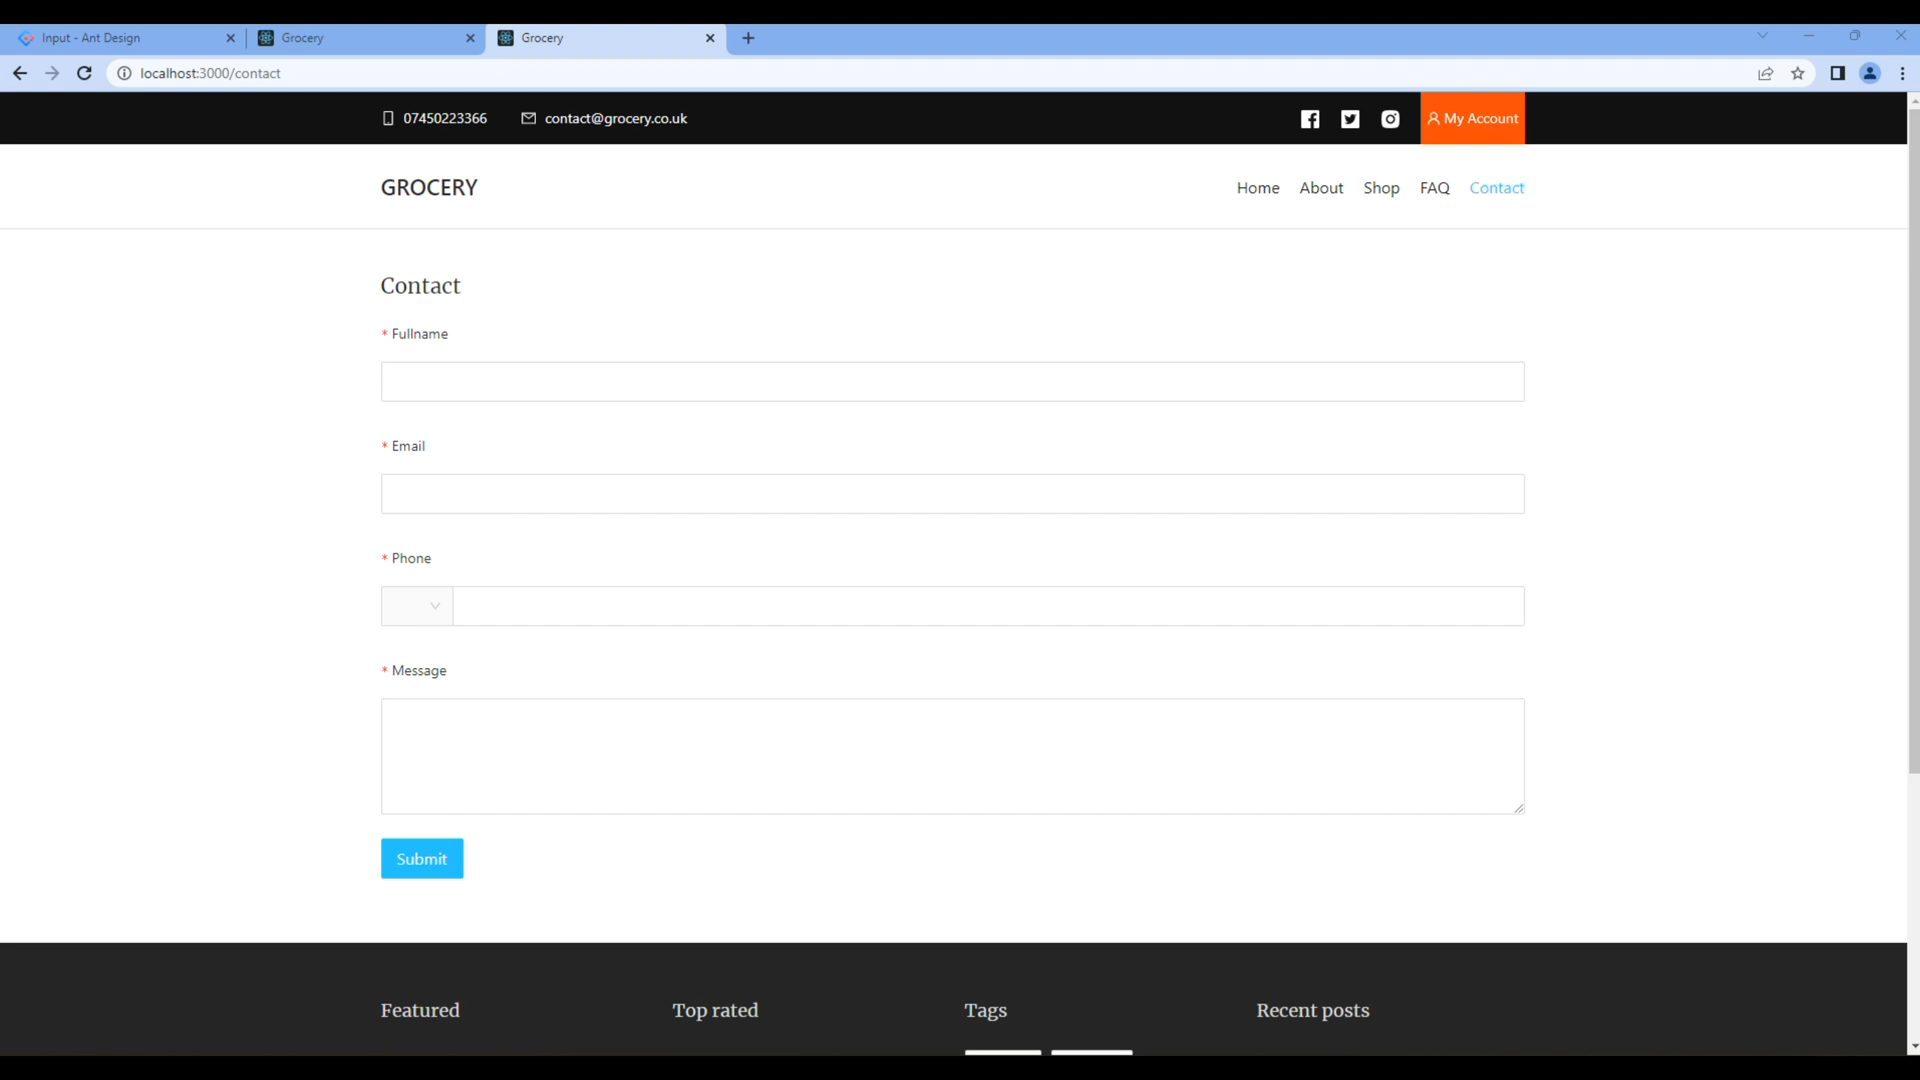 Input - Ant Design
Grocery
Grocery
localhost:3000/contact
07450223366
contact@grocery.co.uk
My Account
GROCERY
Home
About
Shop
FAQ
Contact
Contact
* Fullname
* Email
* Phone
* Message
Submit
Featured
Top rated
Tags
Recent posts